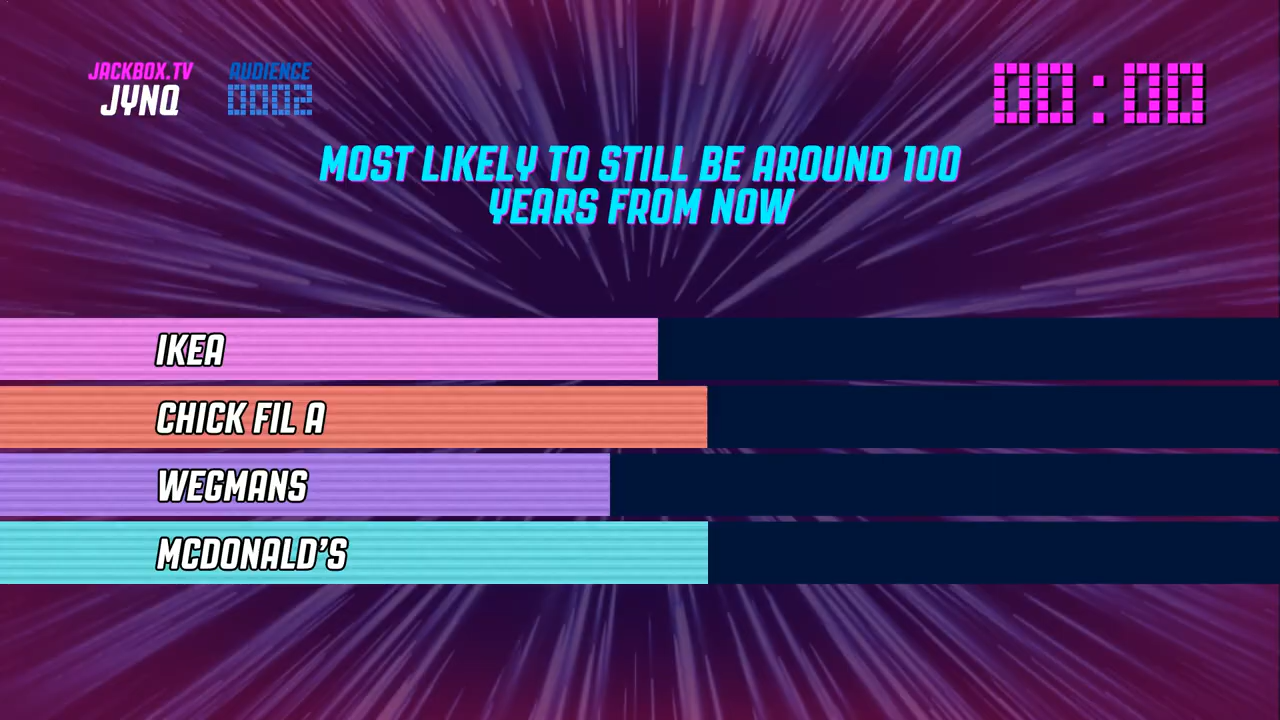 JACKBOX.TV
JYNQ
AUDIENCE
0002
00:00
MOST LIKELY TO STILL BE AROUND 100
YEARS FROM NOW
IKEA
CHICK FIL A
WEGMANS
MCDONALD'S